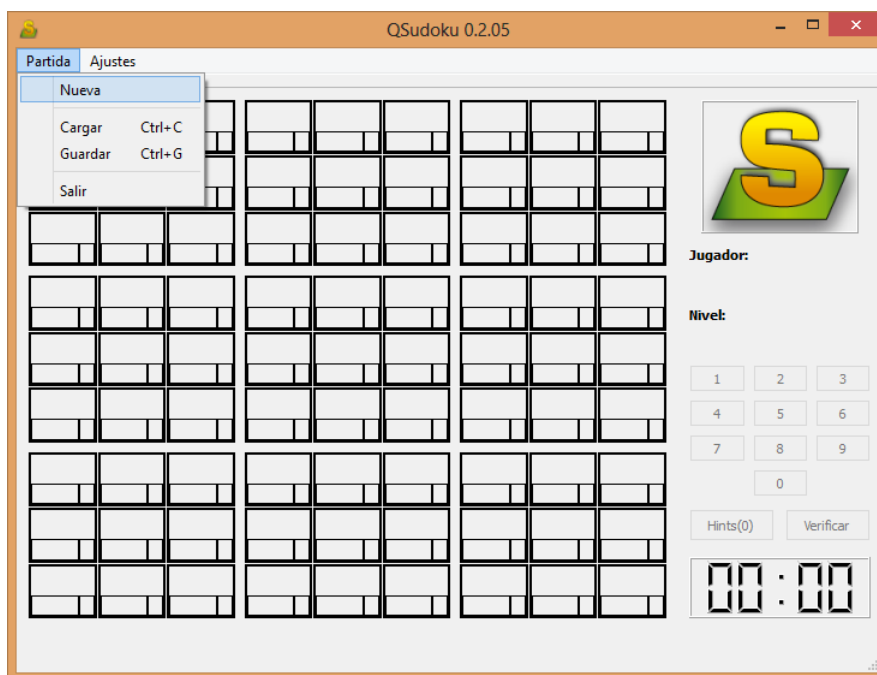 QSudoku 0.2.05
Partida Ajustes
Nueva
Cargar Ctrl+C
Guardar Ctrl+G
Salir
S
Jugador:
Nivel:
1 2 3
4 5 6
7 8 9
0
Hints(0) Verificar
00:00